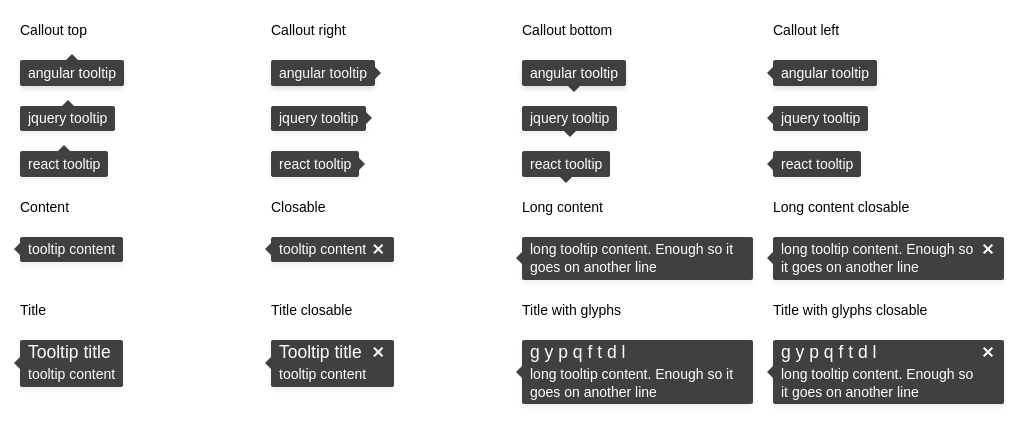 Callout top
Callout right
Callout bottom
Callout left
angular tooltip
angular tooltip
angular tooltip
angular tooltip
jquery tooltip
jquery tooltip
jquery tooltip
jquery tooltip
react tooltip
react tooltip
react tooltip
react tooltip
Content
Closable
Long content
Long content closable
tooltip content
tooltip content ✕
long tooltip content. Enough so it
goes on another line
long tooltip content. Enough so ✕
it goes on another line
Title
Title closable
Title with glyphs
Title with glyphs closable
Tooltip title
tooltip content
Tooltip title ✕
tooltip content
g y p q f t d l
long tooltip content. Enough so it
goes on another line
g y p q f t d l ✕
long tooltip content. Enough so
it goes on another line